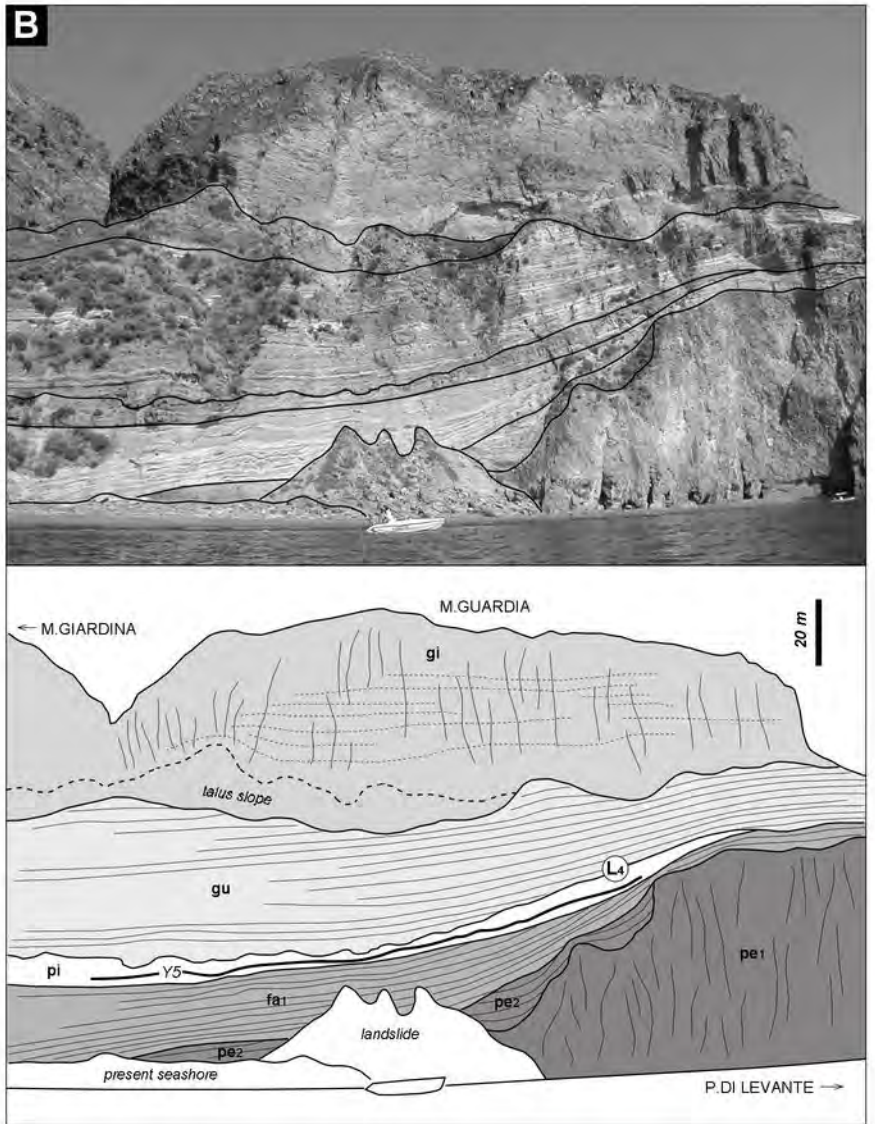 B
M.GUARDIA
← M.GIARDINA
20 m
gi
talus slope
L4
gu
pe1
pi
Y5
fa1
pe2
landslide
pe2
present seashore
P.DI LEVANTE →